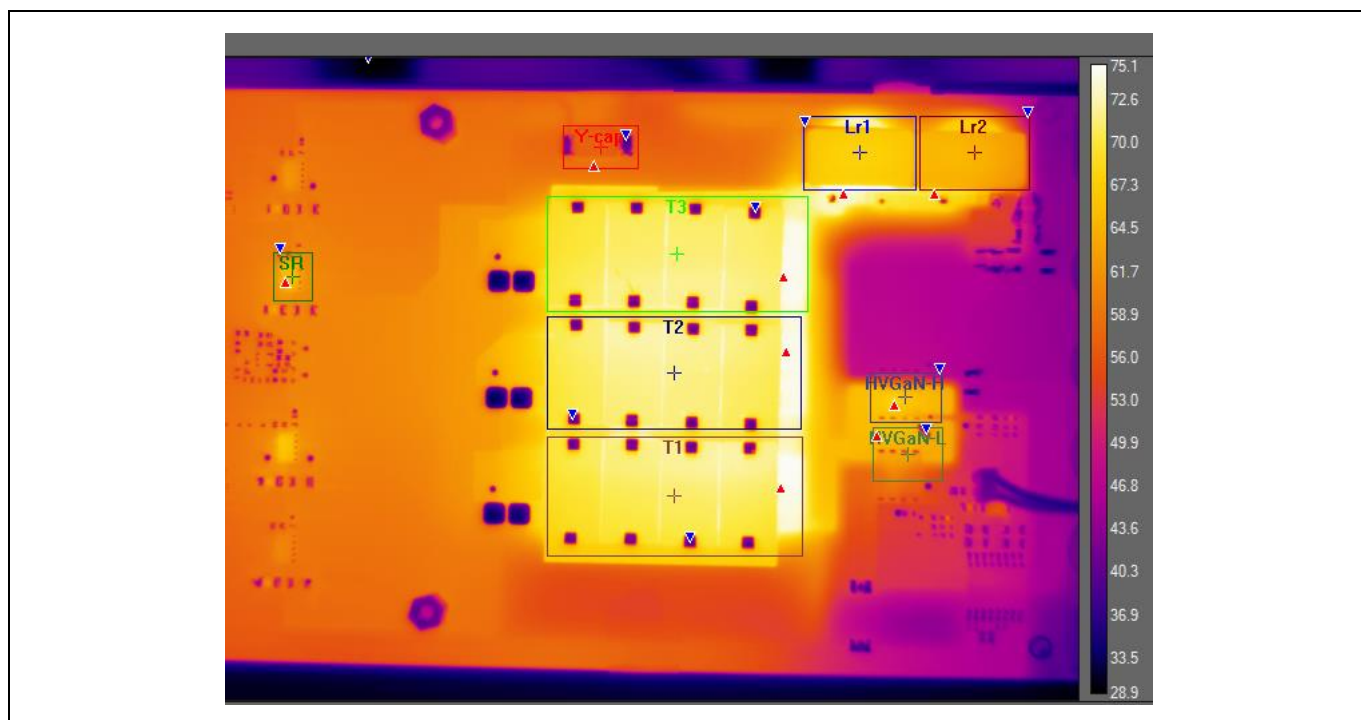 75.1
72.6
70.0
67.3
64.5
61.7
58.9
56.0
53.0
49.9
46.8
43.6
40.3
36.9
33.5
28.9
Y-cap
Lr1
Lr2
T3
SR
T2
HVGaN-H
HVGaN-L
T1